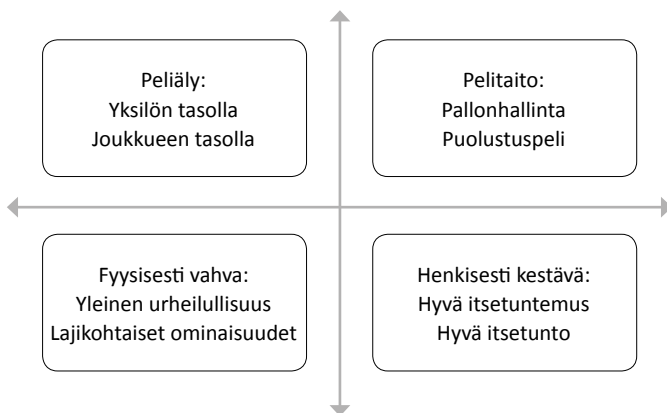 Peliäly:
Yksilön tasolla
Joukkueen tasolla
Pelitaito:
Pallonhallinta
Puolustuspeli
Fyysisesti vahva:
Yleinen urheilullisuus
Lajikohtaiset ominaisuudet
Henkisesti kestävä:
Hyvä itsetuntemus
Hyvä itsetunto